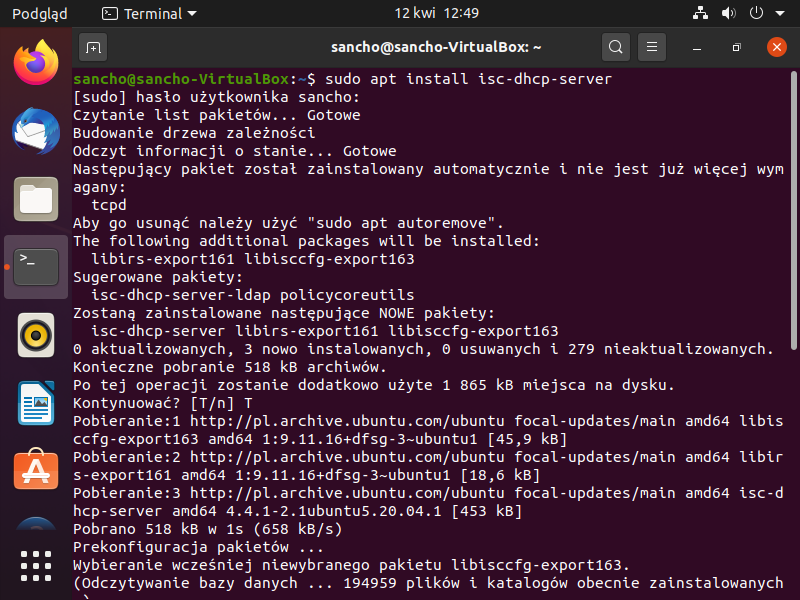 Podgląd Terminal 12 kwi 12:49
sancho@sancho-VirtualBox: ~
sancho@sancho-VirtualBox:~$ sudo apt install isc-dhcp-server
[sudo] hasło użytkownika sancho:
Czytanie list pakietów... Gotowe
Budowanie drzewa zależności
Odczyt informacji o stanie... Gotowe
Następujący pakiet został zainstalowany automatycznie i nie jest już więcej wym
agany:
tcpd
Aby go usunąć należy użyć "sudo apt autoremove".
The following additional packages will be installed:
libirs-export161 libisccfg-export163
Sugerowane pakiety:
isc-dhcp-server-ldap policycoreutils
Zostaną zainstalowane następujące NOWE pakiety:
isc-dhcp-server libirs-export161 libisccfg-export163
0 aktualizowanych, 3 nowo instalowanych, 0 usuwanych i 279 nieaktualizowanych.
Konieczne pobranie 518 kB archiwów.
Po tej operacji zostanie dodatkowo użyte 1 865 kB miejsca na dysku.
Kontynuować? [T/n] T
Pobieranie:1 http://pl.archive.ubuntu.com/ubuntu focal-updates/main amd64 libis
ccfg-export163 amd64 1:9.11.16+dfsg-3~ubuntu1 [45,9 kB]
Pobieranie:2 http://pl.archive.ubuntu.com/ubuntu focal-updates/main amd64 libir
s-export161 amd64 1:9.11.16+dfsg-3~ubuntu1 [18,6 kB]
Pobieranie:3 http://pl.archive.ubuntu.com/ubuntu focal-updates/main amd64 isc-d
hcp-server amd64 4.4.1-2.1ubuntu5.20.04.1 [453 kB]
Pobrano 518 kB w 1s (658 kB/s)
Prekonfiguracja pakietów ...
Wybieranie wcześniej niewybranego pakietu libisccfg-export163.
(Odczytywanie bazy danych ... 194959 plików i katalogów obecnie zainstalowanych